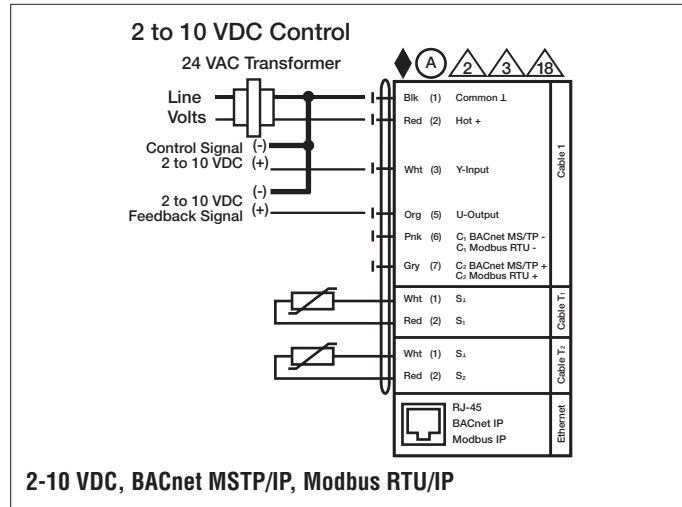 2 to 10 VDC Control
24 VAC Transformer
A 2 3 18
Line
Volts
Control Signal (-)
2 to 10 VDC (+)
(-)
2 to 10 VDC
Feedback Signal (+)
Blk (1) Common ⊥
Red (2) Hot +
Wht (3) Y-Input
Org (5) U-Output
Pnk (6) C₁ BACnet MS/TP -
C₁ Modbus RTU -
Gry (7) C₂ BACnet MS/TP +
C₂ Modbus RTU +
Cable 1
Wht (1) S⊥
Red (2) S₁
Cable T₁
Wht (1) S⊥
Red (2) S₂
Cable T₂
RJ-45
BACnet IP
Modbus IP
Ethernet
2-10 VDC, BACnet MSTP/IP, Modbus RTU/IP